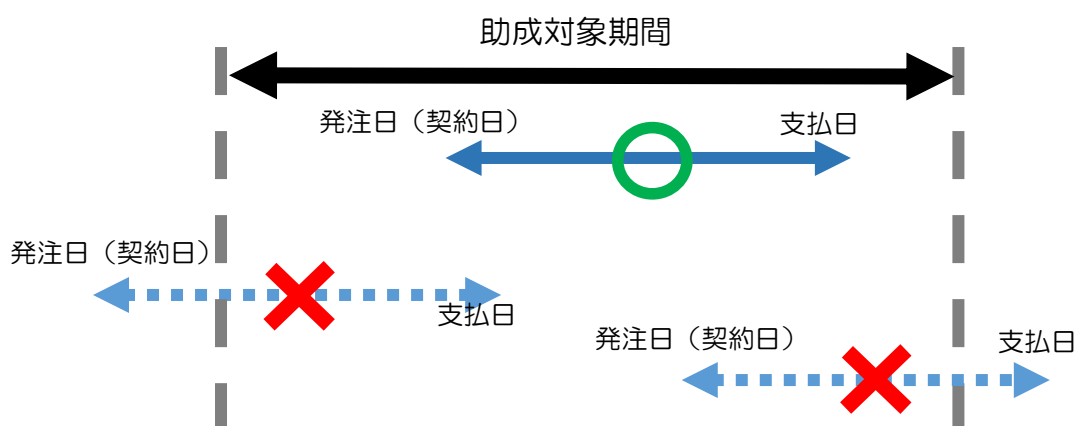 助成対象期間
発注日（契約日）
支払日
発注日（契約日）
支払日
発注日（契約日）
支払日